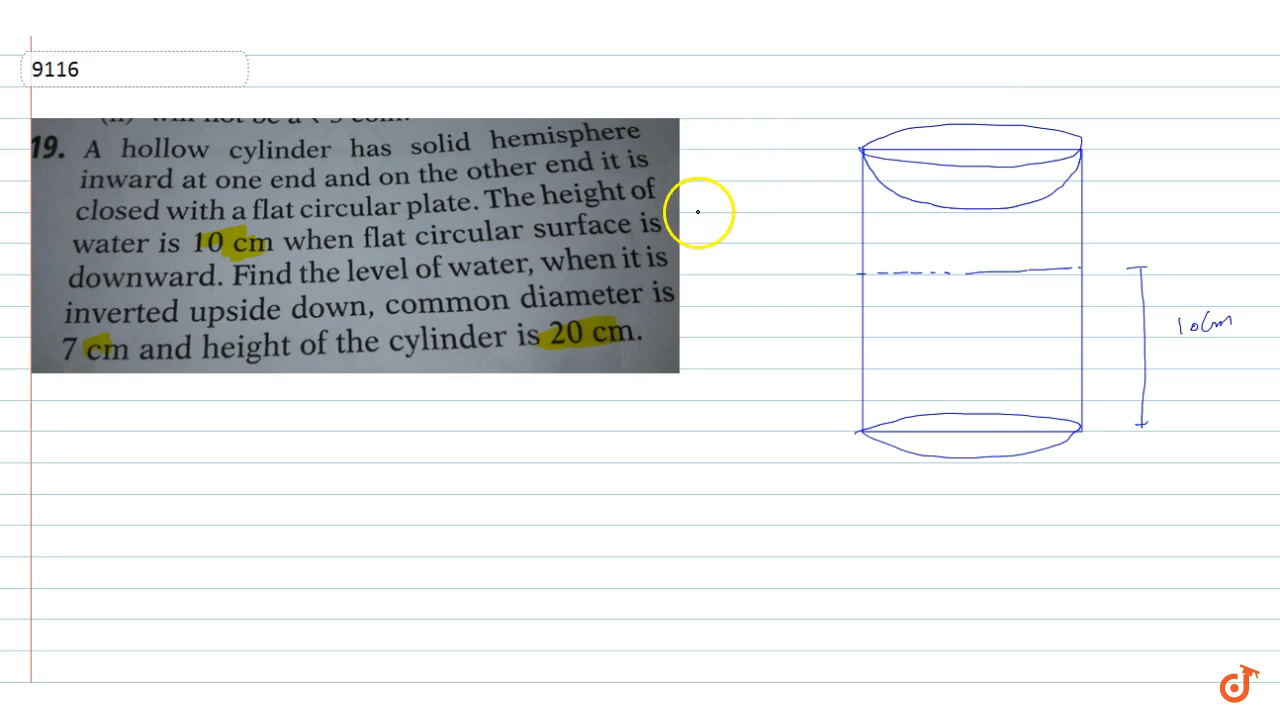 9116
19. A hollow cylinder has solid hemisphere
inward at one end and on the other end it is
closed with a flat circular plate. The height of
water is 10 cm when flat circular surface is
downward. Find the level of water, when it is
inverted upside down, common diameter is
7 cm and height of the cylinder is 20 cm.
10cm